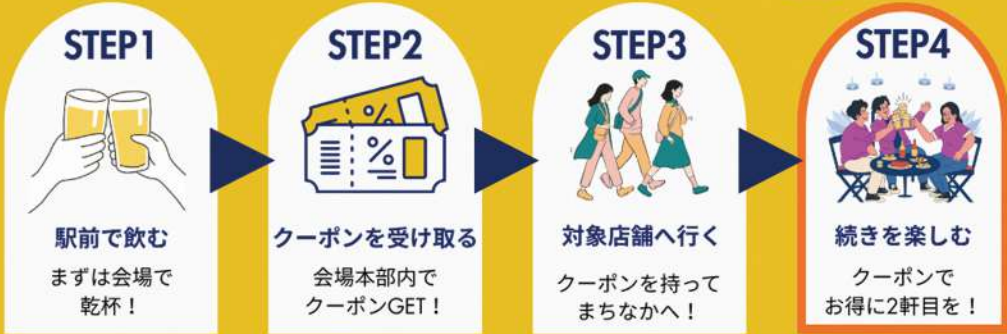 STEP1
駅前で飲む
まずは会場で
乾杯！
STEP2
クーポンを受け取る
会場本部内で
クーポンGET！
STEP3
対象店舗へ行く
クーポンを持って
まちなかへ！
STEP4
続きを楽しむ
クーポンで
お得に2軒目を！